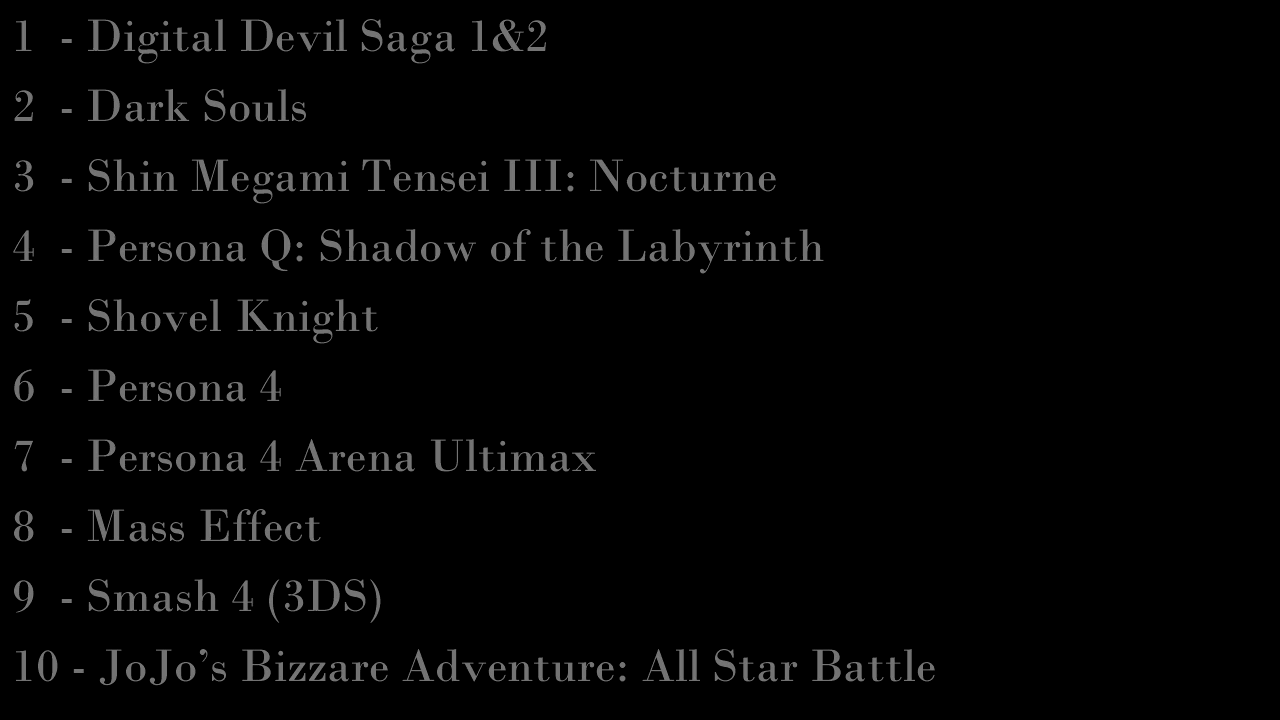 1 - Digital Devil Saga 1&2
2 - Dark Souls
3 - Shin Megami Tensei III: Nocturne
4 - Persona Q: Shadow of the Labyrinth
5 - Shovel Knight
6 - Persona 4
7 - Persona 4 Arena Ultimax
8 - Mass Effect
9 - Smash 4 (3DS)
10 - JoJo’s Bizzare Adventure: All Star Battle